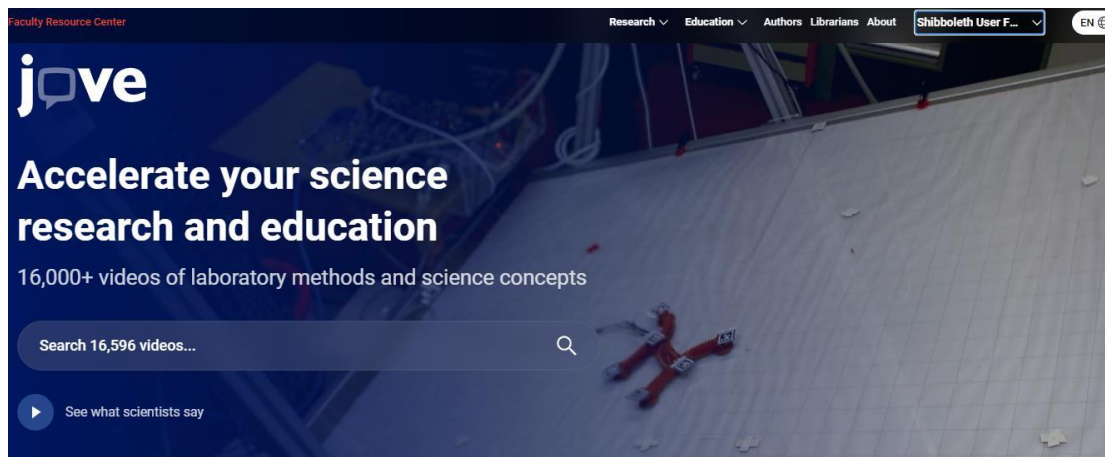 Faculty Resource Center
Research Education Authors Librarians About Shibboleth User F... EN
jove
Accelerate your science
research and education
16,000+ videos of laboratory methods and science concepts
Search 16,596 videos...
See what scientists say